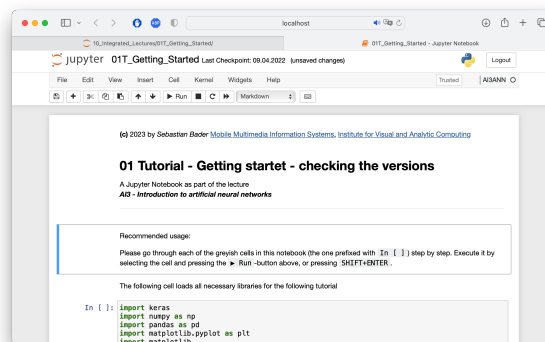 localhost
10_Integrated_Lectures/01T_Getting_Started/
01T_Getting_Started - Jupyter Notebook
jupyter 01T_Getting_Started Last Checkpoint: 09.04.2022 (unsaved changes)
Logout
File Edit View Insert Cell Kernel Widgets Help
Trusted
AI3ANN
Run
Markdown
(c) 2023 by Sebastian Bader Mobile Multimedia Information Systems, Institute for Visual and Analytic Computing
01 Tutorial - Getting startet - checking the versions
A Jupyter Notebook as part of the lecture
AI3 - Introduction to artificial neural networks
Recommended usage:
Please go through each of the greyish cells in this notebook (the one prefixed with In [ ]) step by step. Execute it by
selecting the cell and pressing the ► Run -button above, or pressing SHIFT+ENTER.
The following cell loads all necessary libraries for the following tutorial
In [ ]: import keras
import numpy as np
import pandas as pd
import matplotlib.pyplot as plt
import matplotlib